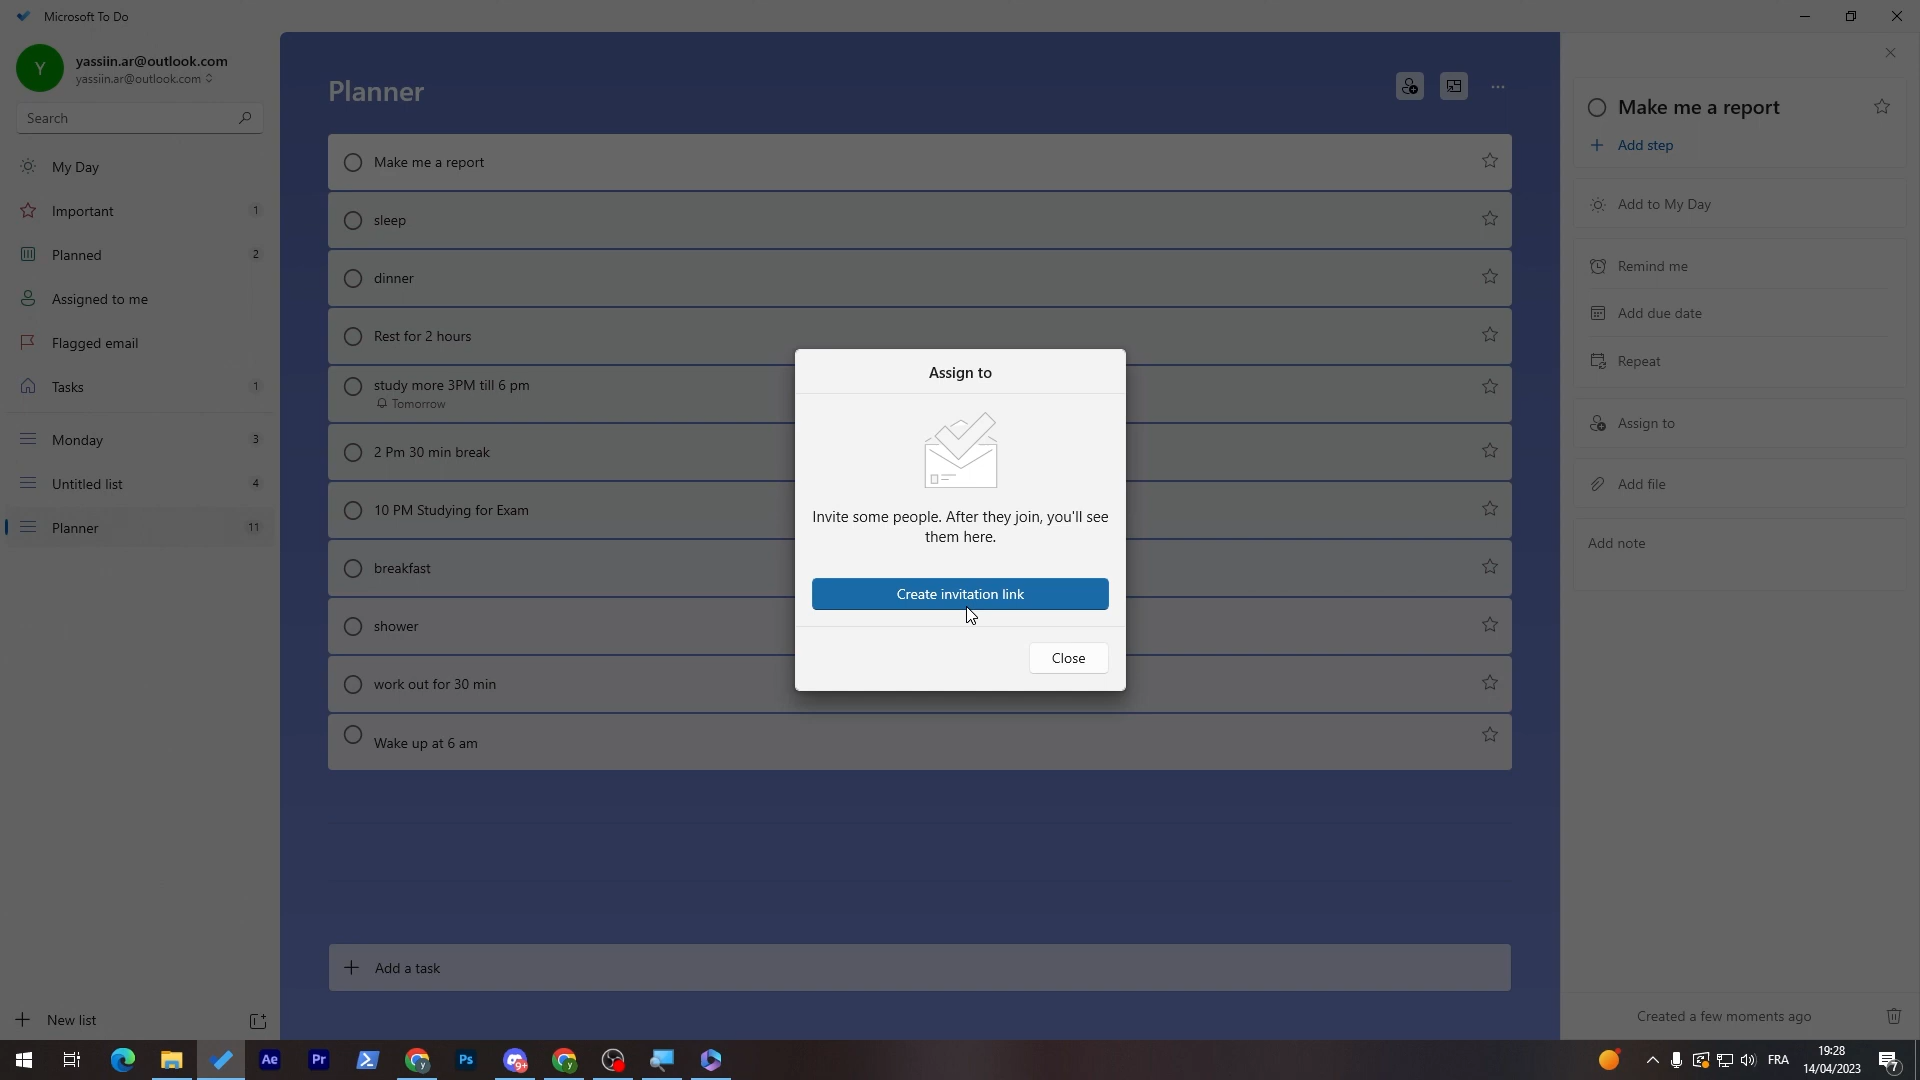 Microsoft To Do
Y
yassiin.ar@outlook.com
yassiin.ar@outlook.com
Search
My Day
Important 1
Planned 2
Assigned to me
Flagged email
Tasks 1
Monday 3
Untitled list 4
Planner 11
New list
Planner
Make me a report
sleep
dinner
Rest for 2 hours
study more 3PM till 6 pm
Tomorrow
2 Pm 30 min break
10 PM Studying for Exam
breakfast
shower
work out for 30 min
Wake up at 6 am
Add a task
Assign to
Invite some people. After they join, you'll see
them here.
Create invitation link
Close
Make me a report
Add step
Add to My Day
Remind me
Add due date
Repeat
Assign to
Add file
Add note
Created a few moments ago
Ae
Pr
y
Ps
9+
y
FRA
19:28
14/04/2023
7